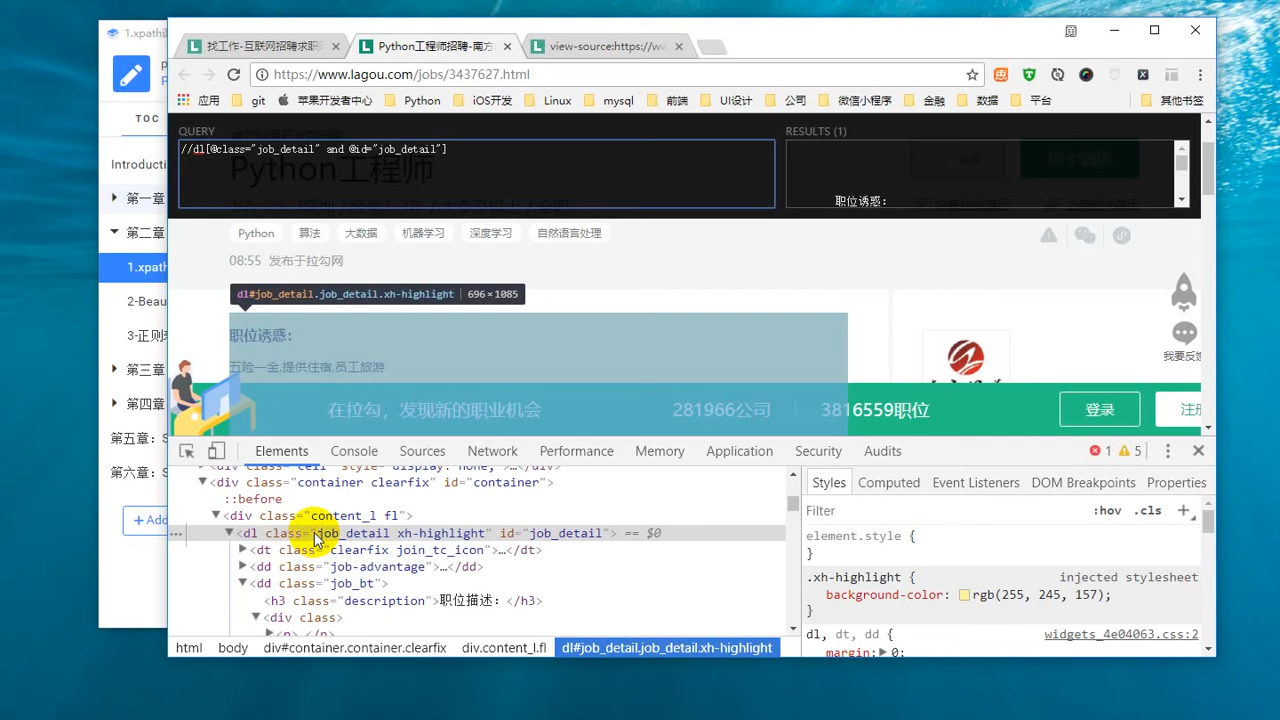 1.xpath
TOC
Introducti
第一章
第二章
1.xpath
2-Beau
3-正则
第三章
第四章
第五章：S
第六章：S
+ Add
找工作-互联网招聘求职
Python工程师招聘-南方
view-source:https://ww
https://www.lagou.com/jobs/3437627.html
应用 git 苹果开发者中心 Python iOS开发 Linux mysql 前端 UI设计 公司 微信小程序 金融 数据 平台 其他书签
QUERY
//dl[@class="job_detail" and @id="job_detail"]
RESULTS (1)
职位诱惑：
Python工程师
Python 算法 大数据 机器学习 深度学习 自然语言处理
08:55 发布于拉勾网
dl#job_detail.job_detail.xh-highlight | 696×1085
职位诱惑：
五险一金,提供住宿,员工旅游
我要反馈
在拉勾，发现新的职业机会 281966公司 3816559职位 登录 注册
Elements Console Sources Network Performance Memory Application Security Audits 1 5
<div class="cell" style="display: none;">…</div>
<div class="container clearfix" id="container">
::before
<div class="content_l fl">
<dl class="job_detail xh-highlight" id="job_detail"> == $0
<dt class="clearfix join_tc_icon">…</dt>
<dd class="job-advantage">…</dd>
<dd class="job_bt">
<h3 class="description">职位描述：</h3>
<div class>
<p> </p>
html body div#container.container.clearfix div.content_l.fl dl#job_detail.job_detail.xh-highlight
Styles Computed Event Listeners DOM Breakpoints Properties
Filter :hov .cls +
element.style {
}
.xh-highlight { injected stylesheet
background-color: rgb(255, 245, 157);
}
dl, dt, dd { widgets_4e04063.css:2
margin: 0;